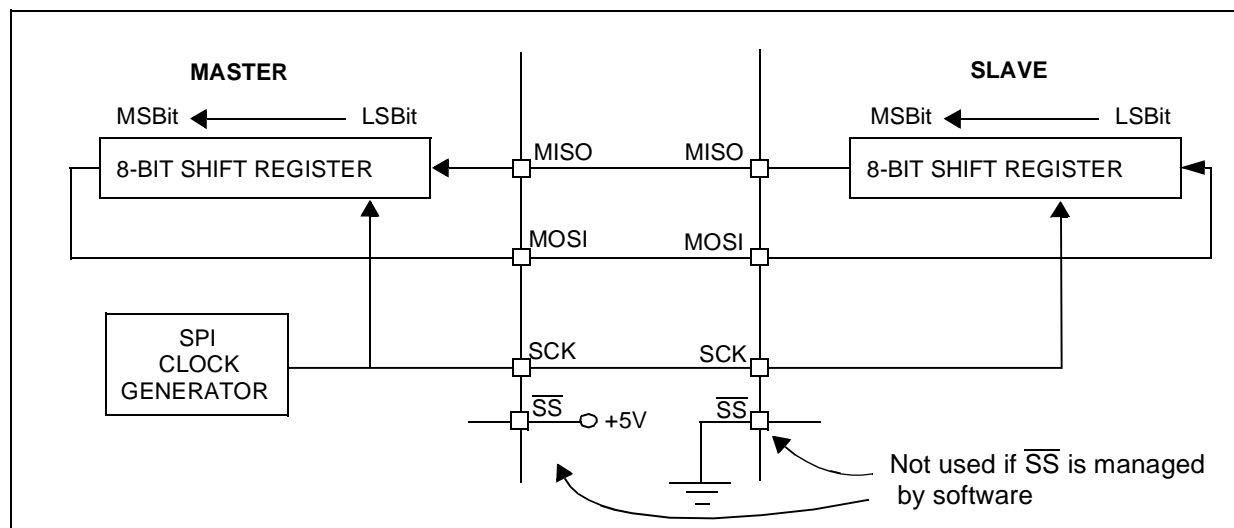 MASTER
SLAVE
MSBit LSBit
MSBit LSBit
8-BIT SHIFT REGISTER
MISO
MISO
8-BIT SHIFT REGISTER
MOSI
MOSI
SPI
CLOCK
GENERATOR
SCK
SCK
SS
+5V
SS
Not used if SS is managed
by software